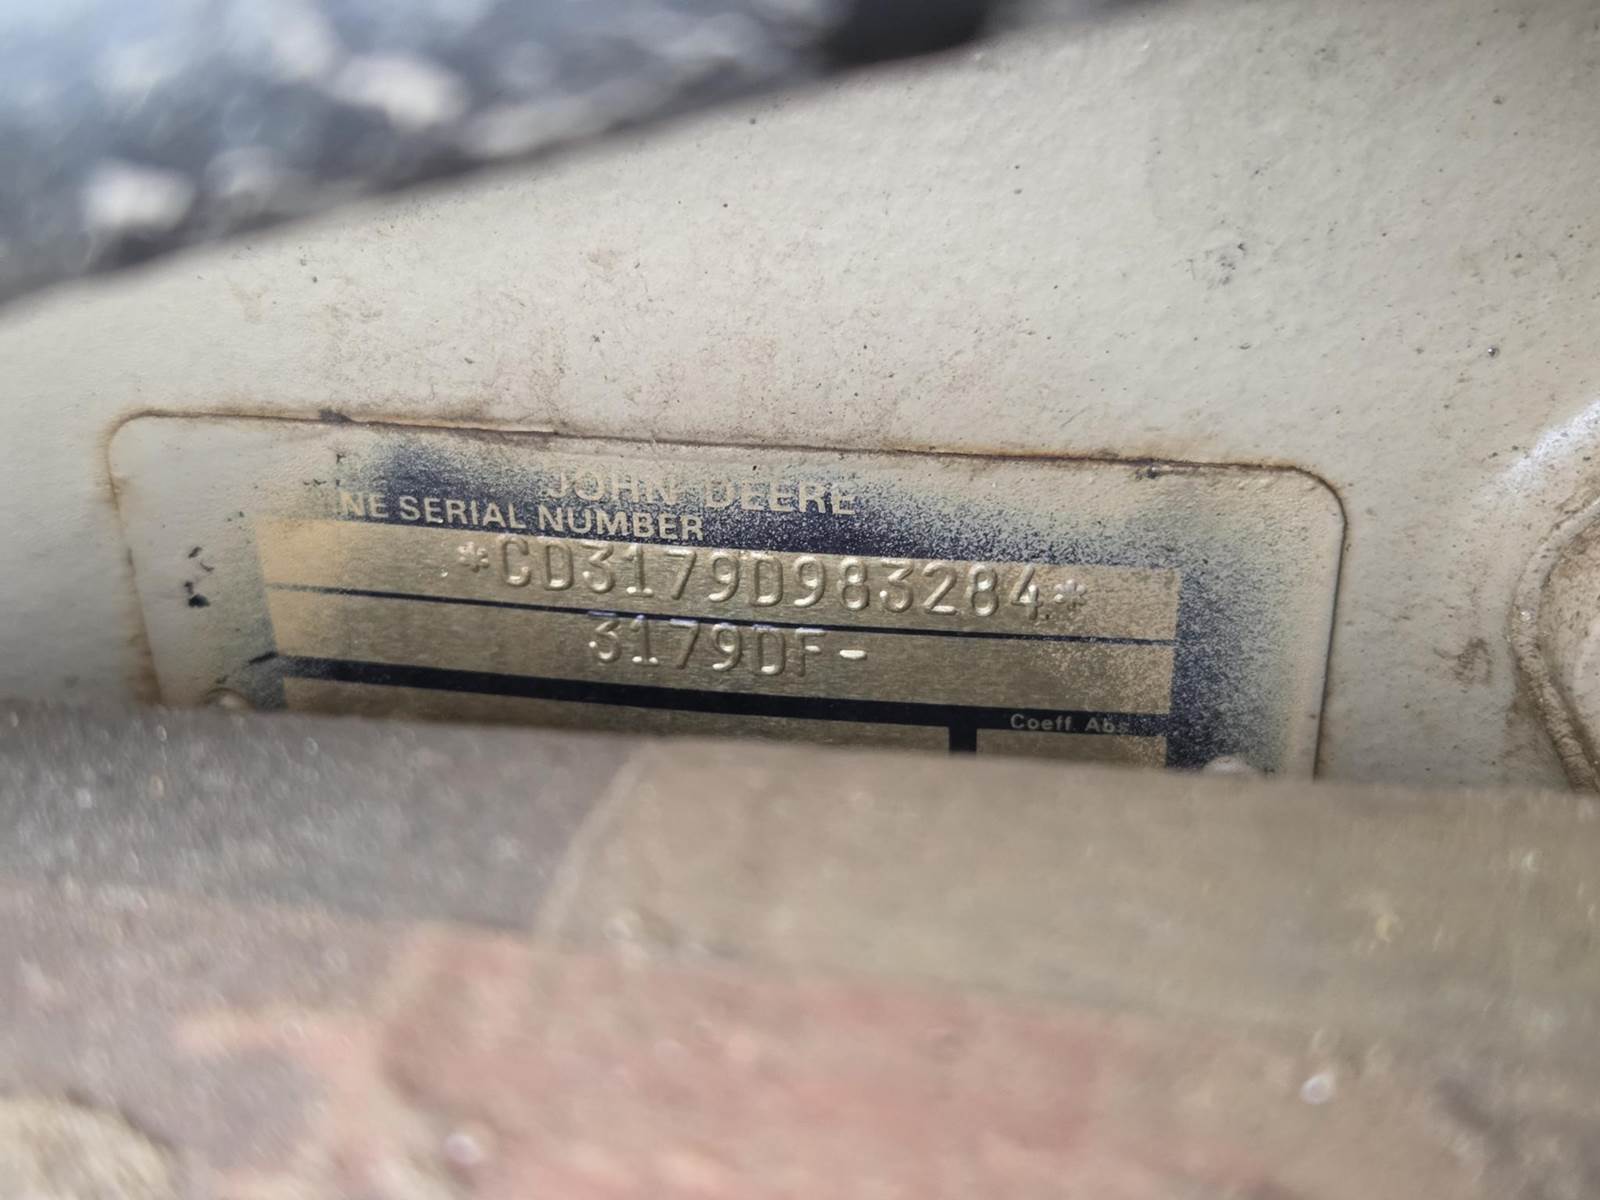 JOHN DEERE
NE SERIAL NUMBER
*CD3179D983284*
3179DF-
Coeff. Abs.